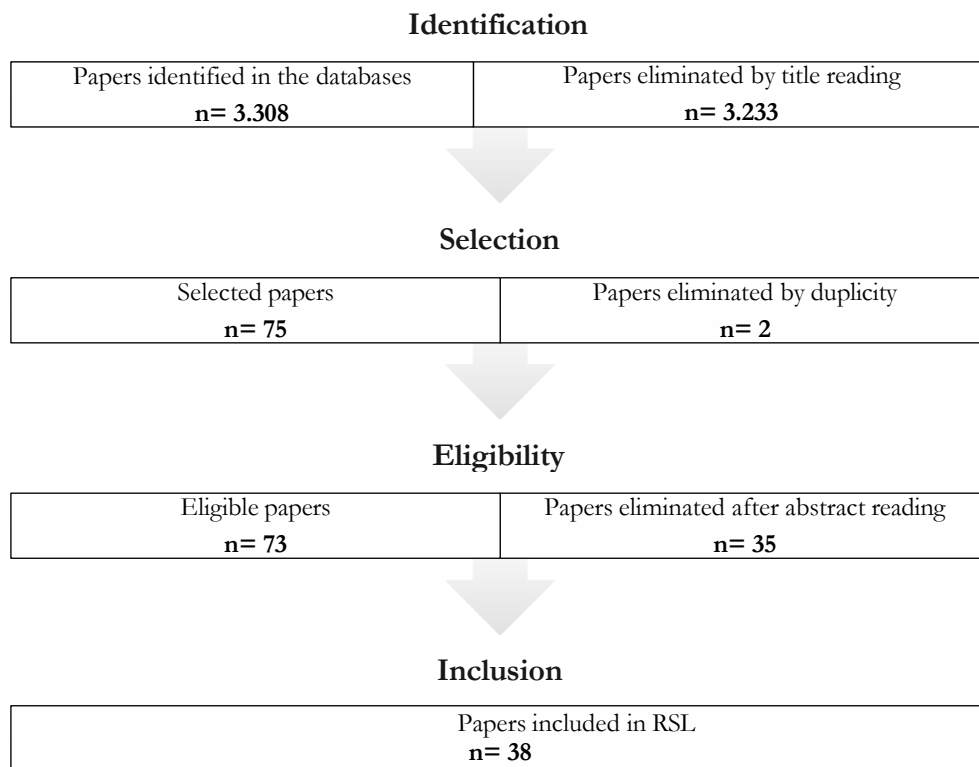 Identification
Papers identified in the databases
n= 3.308
Papers eliminated by title reading
n= 3.233
Selection
Selected papers
n= 75
Papers eliminated by duplicity
n= 2
Eligibility
Eligible papers
n= 73
Papers eliminated after abstract reading
n= 35
Inclusion
Papers included in RSL
n= 38